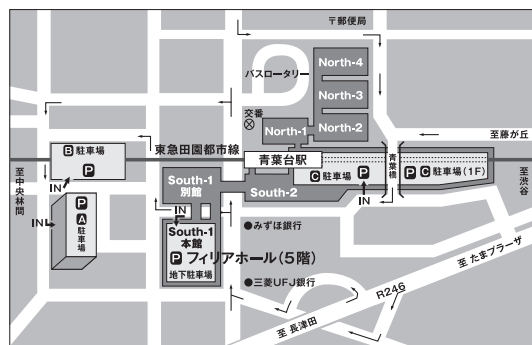 〒郵便局
North-4
バスロータリー
North-3
交番
North-1
North-2
至藤が丘
B 駐車場
P
東急田園都市線
青葉台駅
青葉橋
C 駐車場
P
P C 駐車場(1F)
至中央林間
至渋谷
IN
South-1
別館
South-2
IN
IN
P
A
駐車場
IN
South-1
本館
●みずほ銀行
P フィリアホール(5階)
地下駐車場
●三菱UFJ銀行
至 たまプラーザ
R246
至 長津田